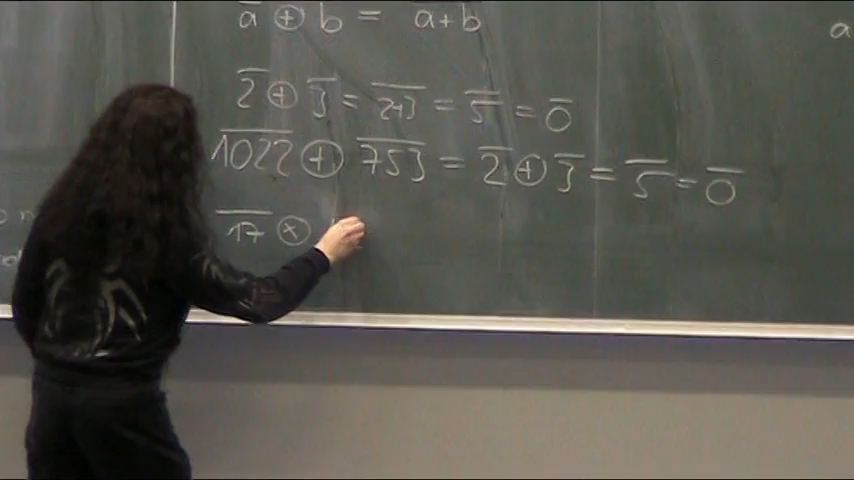 a̅ ⊕ b̅ = a+b
2̅ ⊕ 3̅ = 2+3 = 5̅ = 0̅
1022 ⊕ 753 = 2̅ ⊕ 3̅ = 5̅ = 0̅
17 ⊗
a